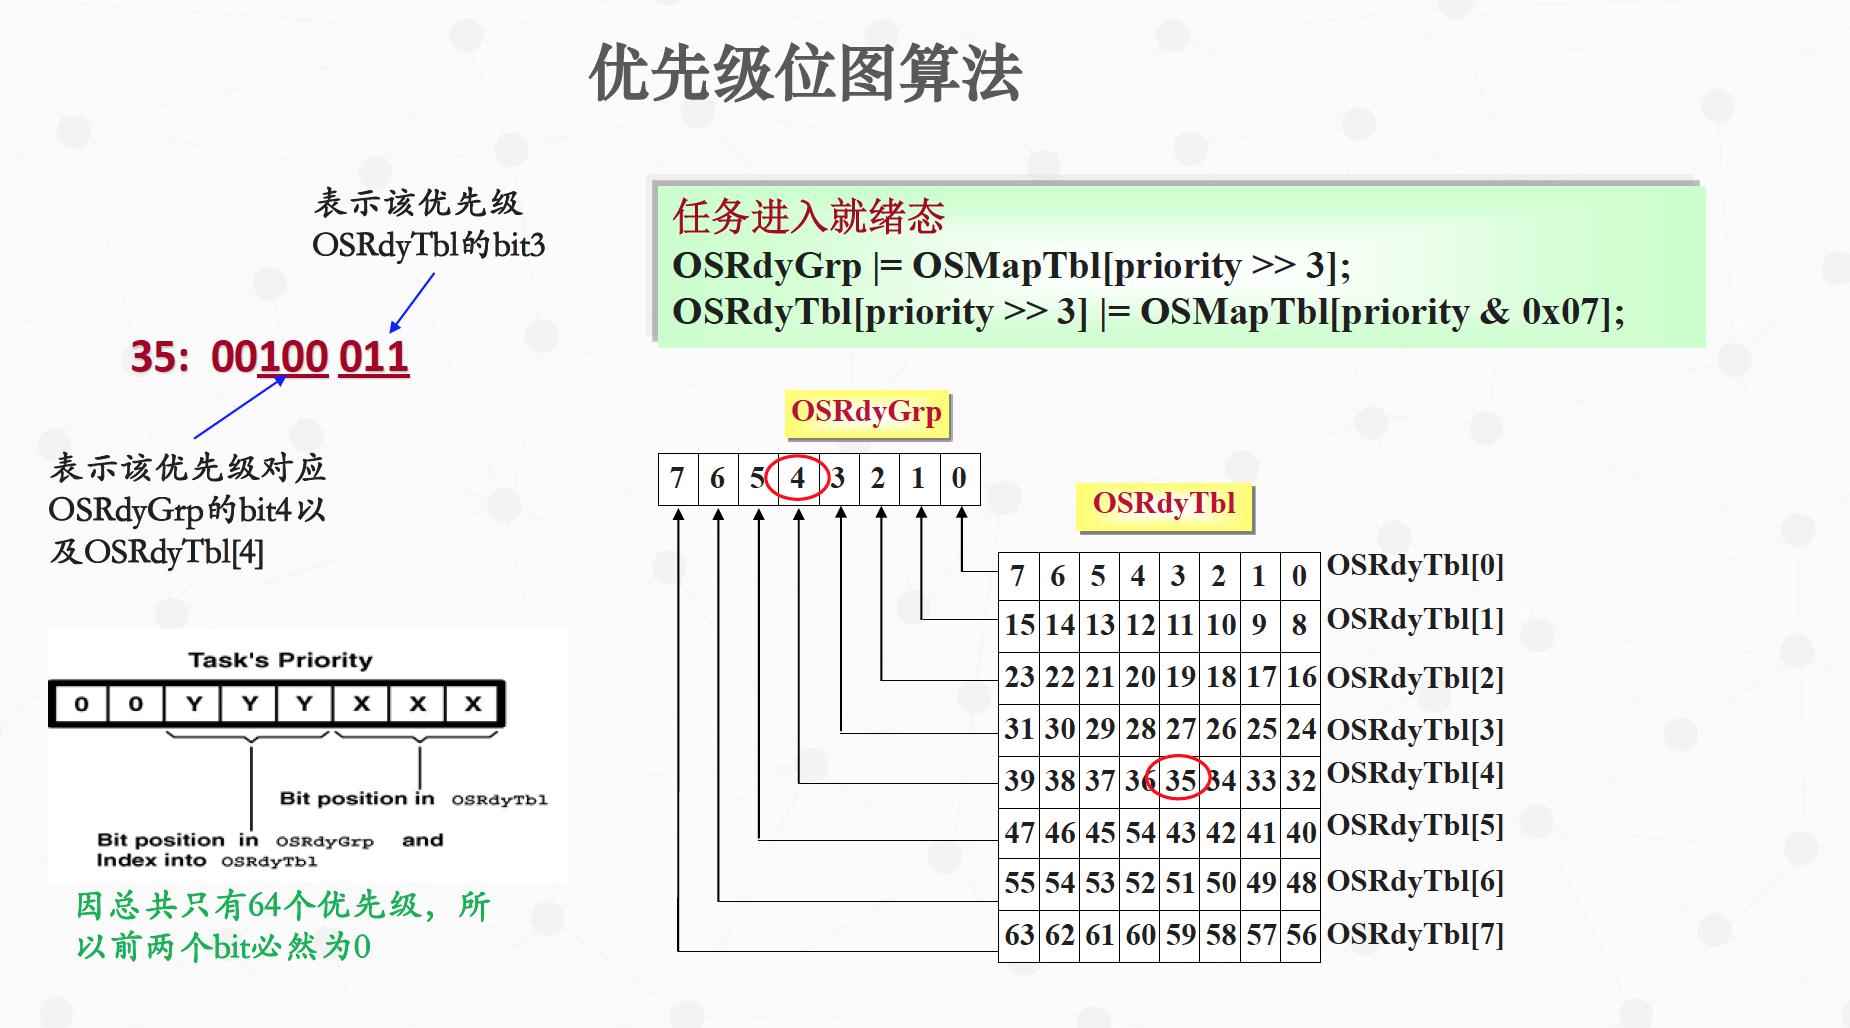 优先级位图算法
表示该优先级
OSRdyTbl的bit3
35: 00100 011
表示该优先级对应
OSRdyGrp的bit4以
及OSRdyTbl[4]
任务进入就绪态
OSRdyGrp |= OSMapTbl[priority >> 3];
OSRdyTbl[priority >> 3] |= OSMapTbl[priority & 0x07];
OSRdyGrp
7 6 5 4 3 2 1 0
OSRdyTbl
7 6 5 4 3 2 1 0 OSRdyTbl[0]
15 14 13 12 11 10 9 8 OSRdyTbl[1]
23 22 21 20 19 18 17 16 OSRdyTbl[2]
31 30 29 28 27 26 25 24 OSRdyTbl[3]
39 38 37 36 35 34 33 32 OSRdyTbl[4]
47 46 45 54 43 42 41 40 OSRdyTbl[5]
55 54 53 52 51 50 49 48 OSRdyTbl[6]
63 62 61 60 59 58 57 56 OSRdyTbl[7]
Task's Priority
0 0 Y Y Y X X X
Bit position in OSRdyTbl
Bit position in OSRdyGrp and
Index into OSRdyTbl
因总共只有64个优先级，所
以前两个bit必然为0